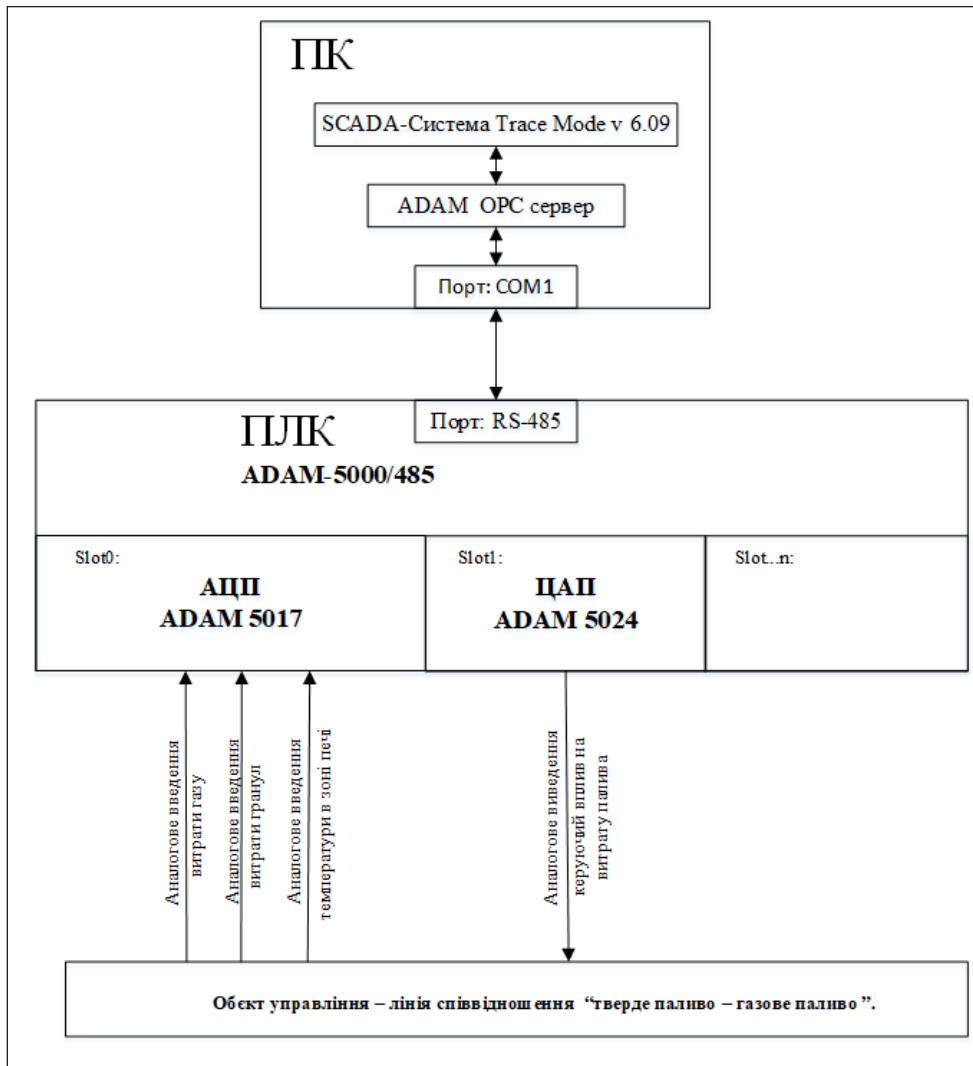 ПК
SCADA-Система Trace Mode v 6.09
ADAM OPC сервер
Порт: COM1
Порт: RS-485
ПЛК
ADAM-5000/485
Slot0:
АЦП
ADAM 5017
Slot1:
ЦАП
ADAM 5024
Slot...n:
Аналогове введення
витрати газу
Аналогове введення
витрати гранул
Аналогове введення
температури в зоні печі
Аналогове виведення
керуючий вплив на
витрату палива
Обєкт управління – лінія співвідношення “тверде паливо – газове паливо ”.